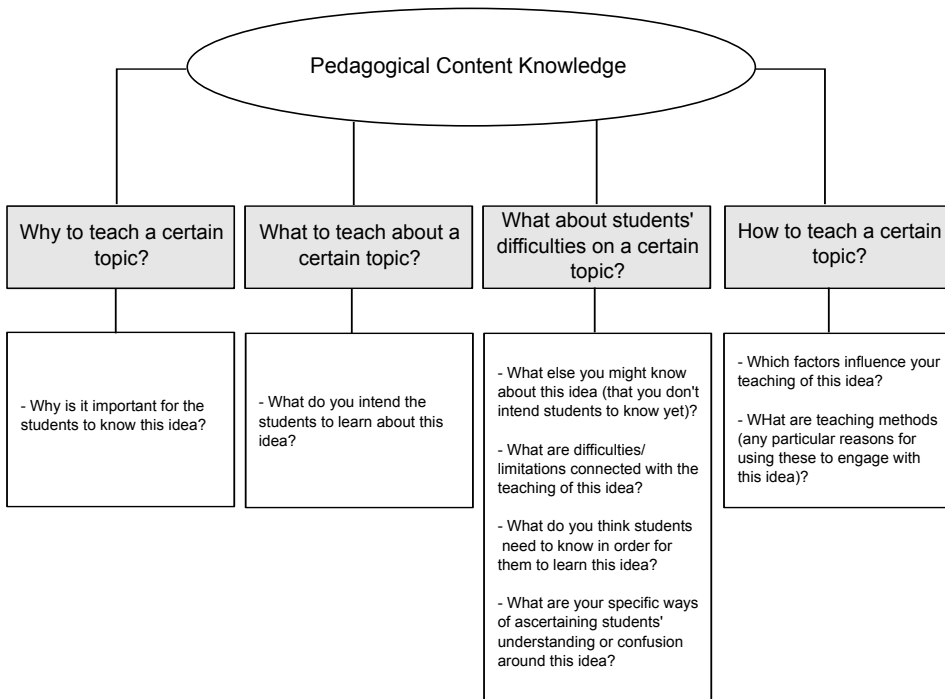 Pedagogical Content Knowledge
Why to teach a certain
topic?
What to teach about a
certain topic?
What about students'
difficulties on a certain
topic?
How to teach a certain
topic?
- Why is it important for the
students to know this idea?
- What do you intend the
students to learn about this
idea?
- What else you might know
about this idea (that you don't
intend students to know yet)?
- What are difficulties/
limitations connected with the
teaching of this idea?
- What do you think students
need to know in order for
them to learn this idea?
- What are your specific ways
of ascertaining students'
understanding or confusion
around this idea?
- Which factors influence your
teaching of this idea?
- WHat are teaching methods
(any particular reasons for
using these to engage with
this idea)?